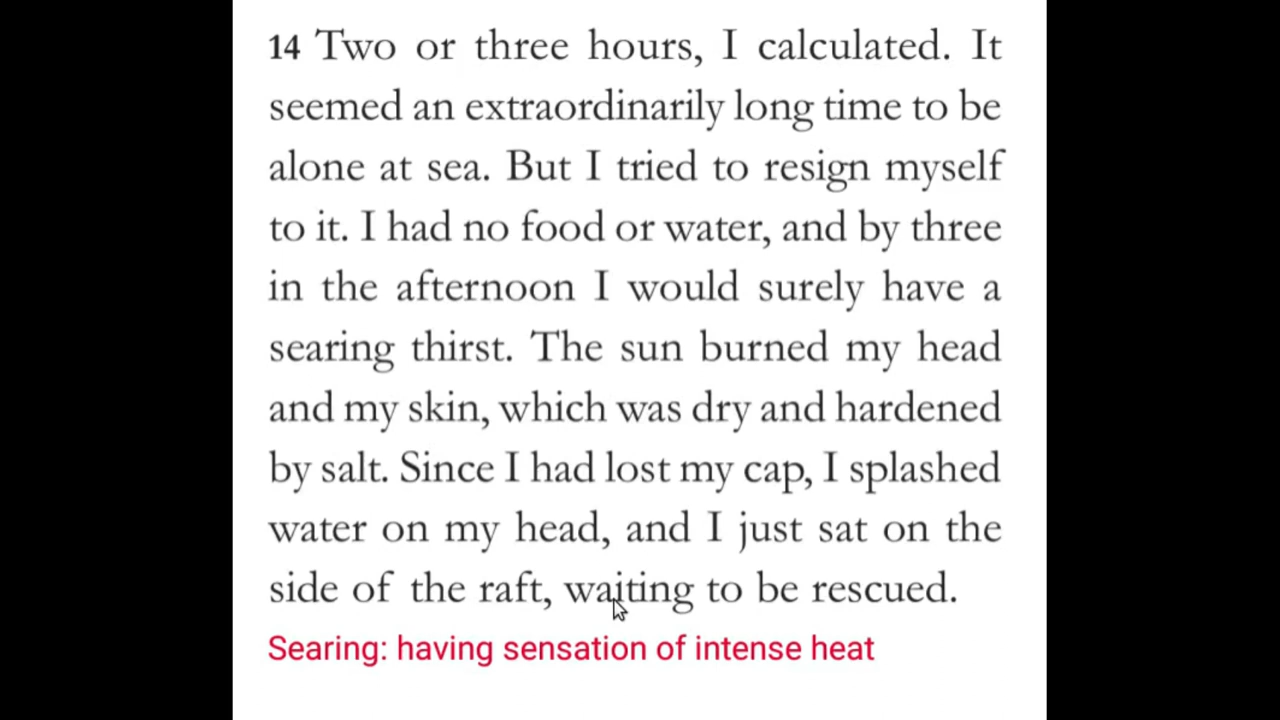 14 Two or three hours, I calculated. It
seemed an extraordinarily long time to be
alone at sea. But I tried to resign myself
to it. I had no food or water, and by three
in the afternoon I would surely have a
searing thirst. The sun burned my head
and my skin, which was dry and hardened
by salt. Since I had lost my cap, I splashed
water on my head, and I just sat on the
side of the raft, waiting to be rescued.
Searing: having sensation of intense heat